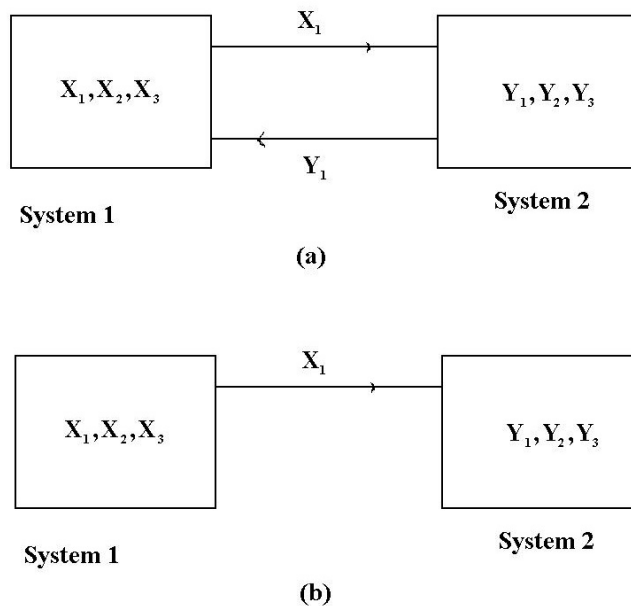 X₁
X₁,X₂,X₃ Y₁,Y₂,Y₃
Y₁
System 1 System 2
(a)
X₁
X₁,X₂,X₃ Y₁,Y₂,Y₃
System 1 System 2
(b)